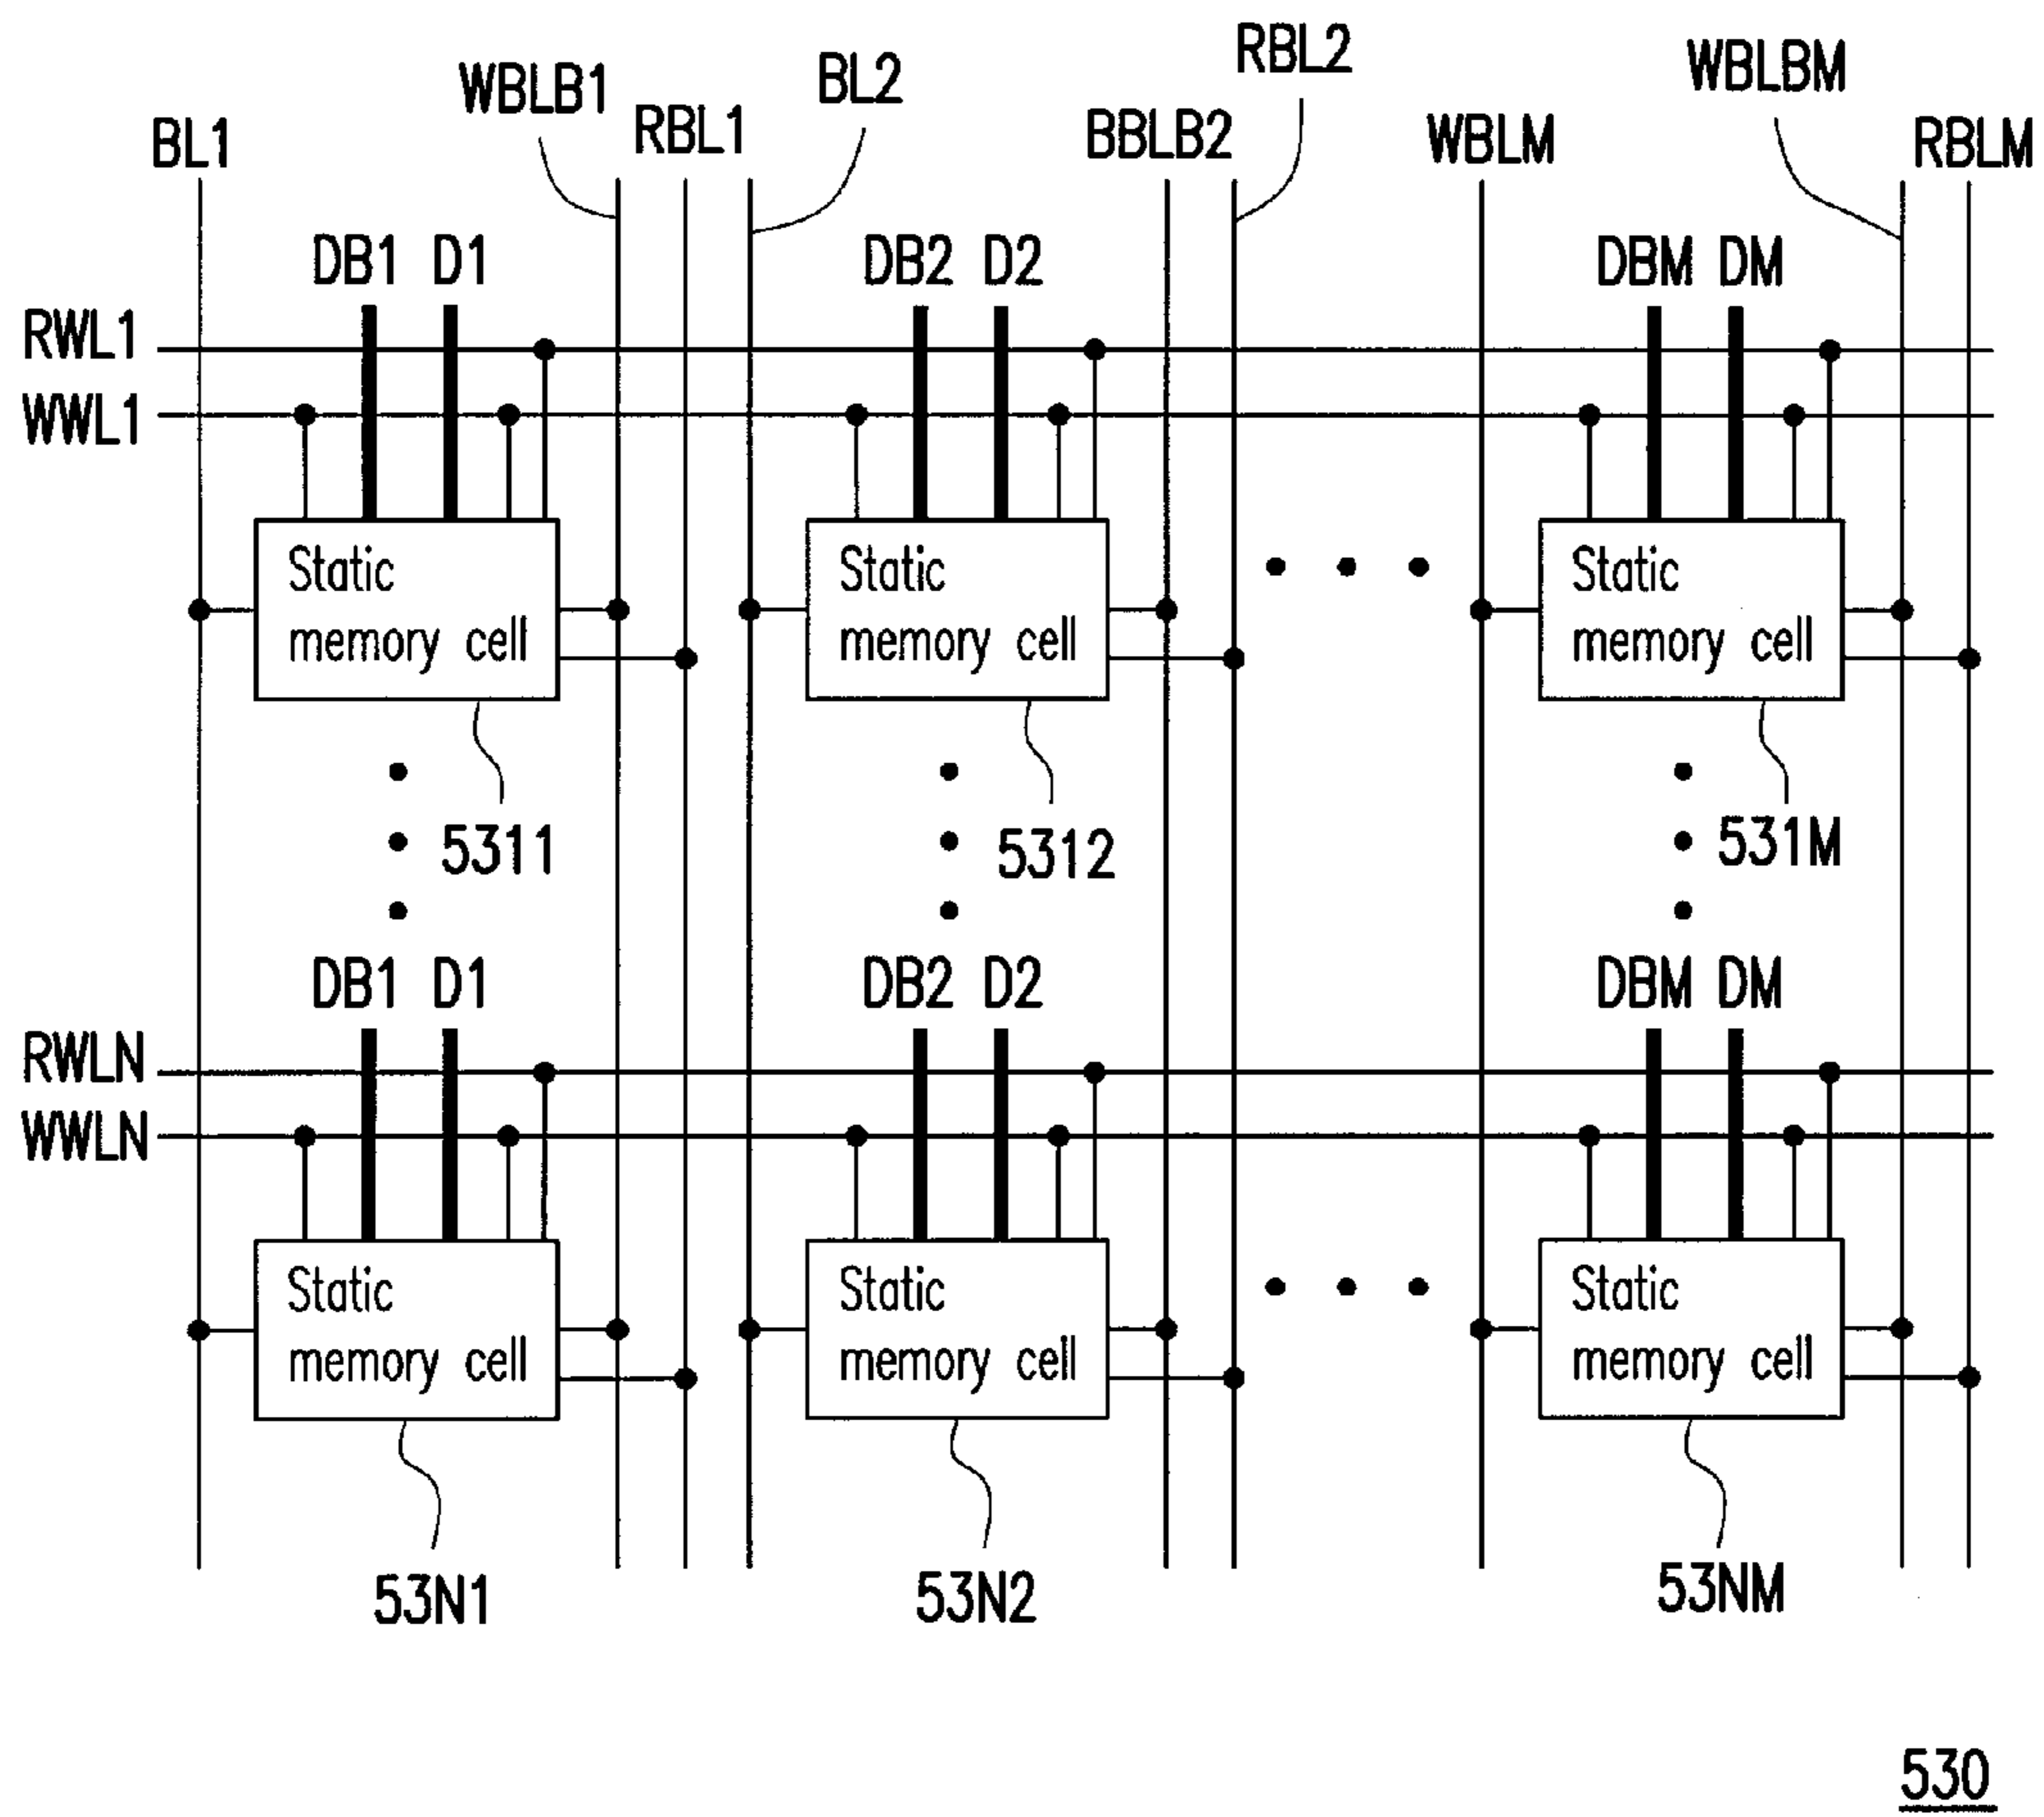 BL1 WBLB1 RBL1 BL2 BBLB2 RBL2 WBLM WBLBM RBLM
DB1 D1 DB2 D2 DBM DM
RWL1
WWL1
Static Static Static
memory cell memory cell memory cell
5311 5312 531M
DB1 D1 DB2 D2 DBM DM
RWLN
WWLN
Static Static Static
memory cell memory cell memory cell
53N1 53N2 53NM
530